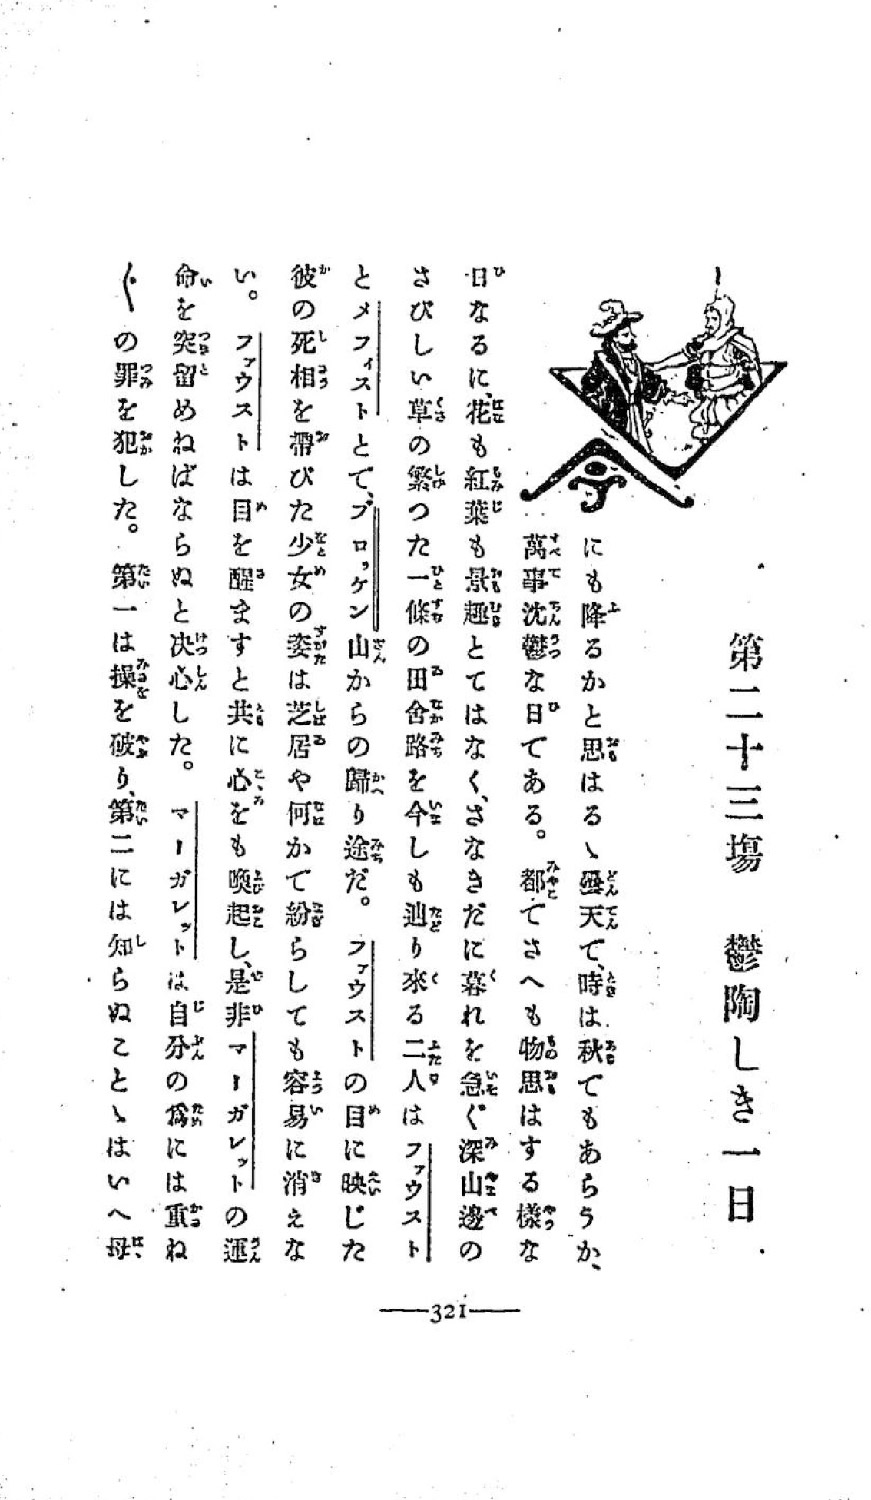 第二十三塲　鬱陶しき一日
今にも降るかと思はるゝ曇天で、時は秋でもあらうか、
萬事沈鬱な日である。都でさへも物思はする樣な
日なるに、花も紅葉も景趣とてはなく、さなきだに暮れを急ぐ深山邊の
さびしい草の繁つた一條の田舍路を今しも辿り來る二人はファウスト
とメフィストとで、ブロッケン山からの歸り途だ。ファウストの目に映じた
彼の死相を帶びた少女の姿は芝居や何かで紛らしても容易に消えな
い。ファウストは目を醒ますと共に心をも喚起し、是非マーガレットの運
命を突留めねばならぬと决心した。マーガレットは自分の爲には重ね
〲の罪を犯した。第一は操を破り、第二には知らぬことゝはいへ母
321